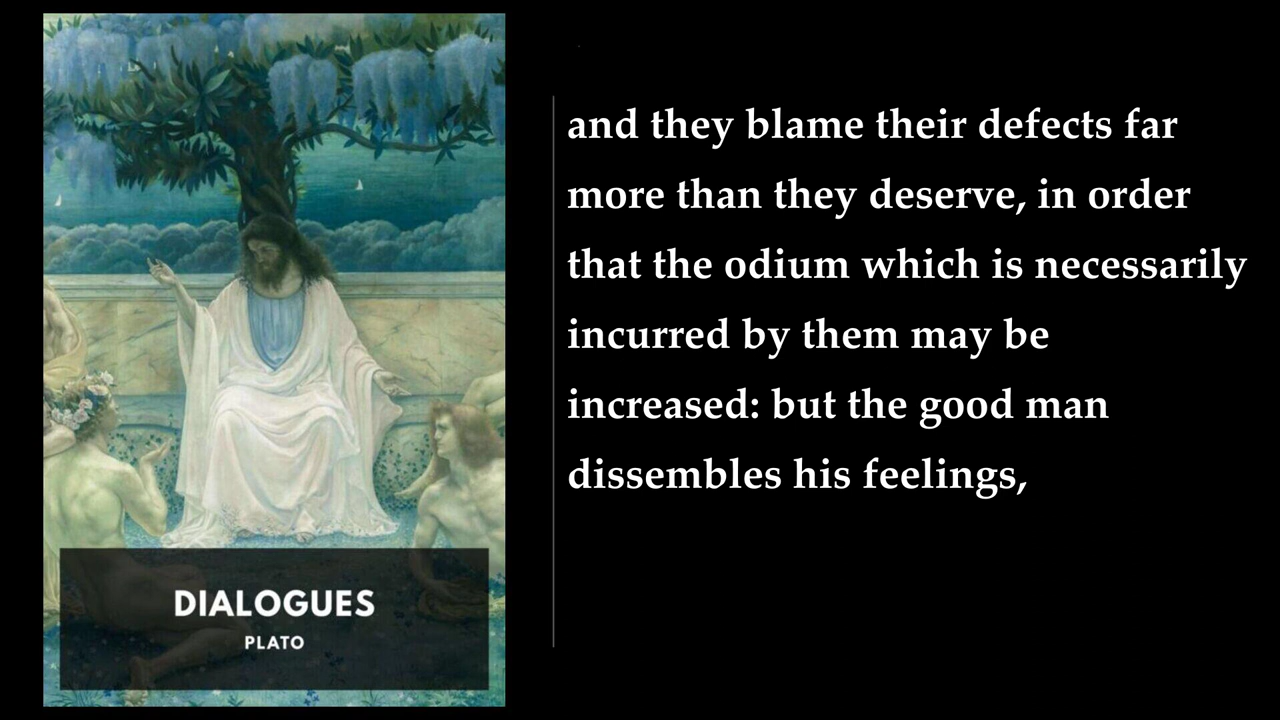 DIALOGUES
PLATO
and they blame their defects far
more than they deserve, in order
that the odium which is necessarily
incurred by them may be
increased: but the good man
dissembles his feelings,